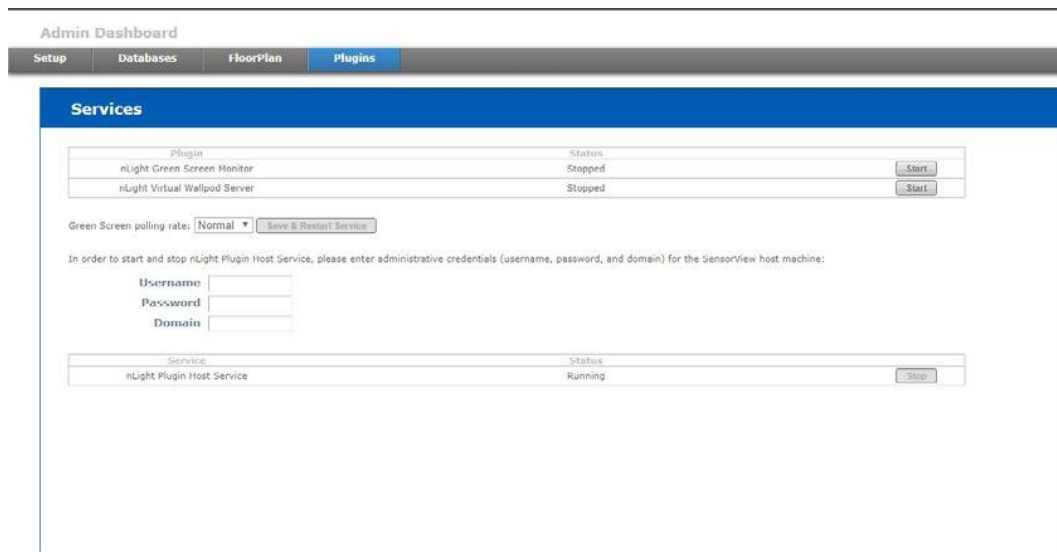 Admin Dashboard
Setup Databases FloorPlan Plugins
Services
Plugin Status
nLight Green Screen Monitor Stopped Start
nLight Virtual Wallpod Server Stopped Start
Green Screen polling rate: Normal Save & Restart Service
In order to start and stop nLight Plugin Host Service, please enter administrative credentials (username, password, and domain) for the SensorView host machine:
Username
Password
Domain
Service Status
nLight Plugin Host Service Running Stop